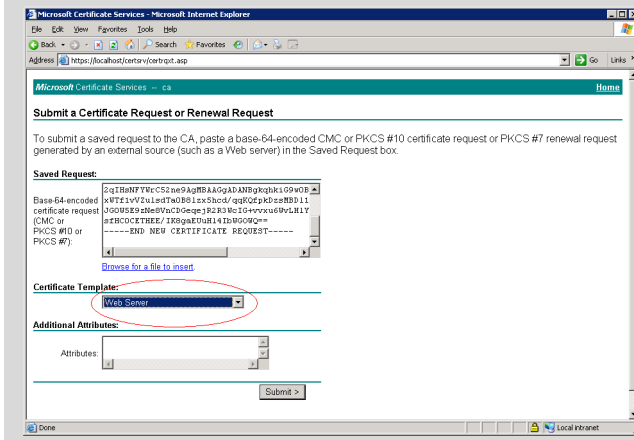 Microsoft Certificate Services - Microsoft Internet Explorer
File Edit View Favorites Tools Help
Back Search Favorites
Address https://localhost/certsrv/certrqxt.asp Go Links
Microsoft Certificate Services -- ca Home
Submit a Certificate Request or Renewal Request
To submit a saved request to the CA, paste a base-64-encoded CMC or PKCS #10 certificate request or PKCS #7 renewal request
generated by an external source (such as a Web server) in the Saved Request box.
Saved Request:
Base-64-encoded
certificate request
(CMC or
PKCS #10 or
PKCS #7):
-----END NEW CERTIFICATE REQUEST-----
Browse for a file to insert.
Certificate Template:
Web Server
Additional Attributes:
Attributes:
Submit >
Done Local intranet